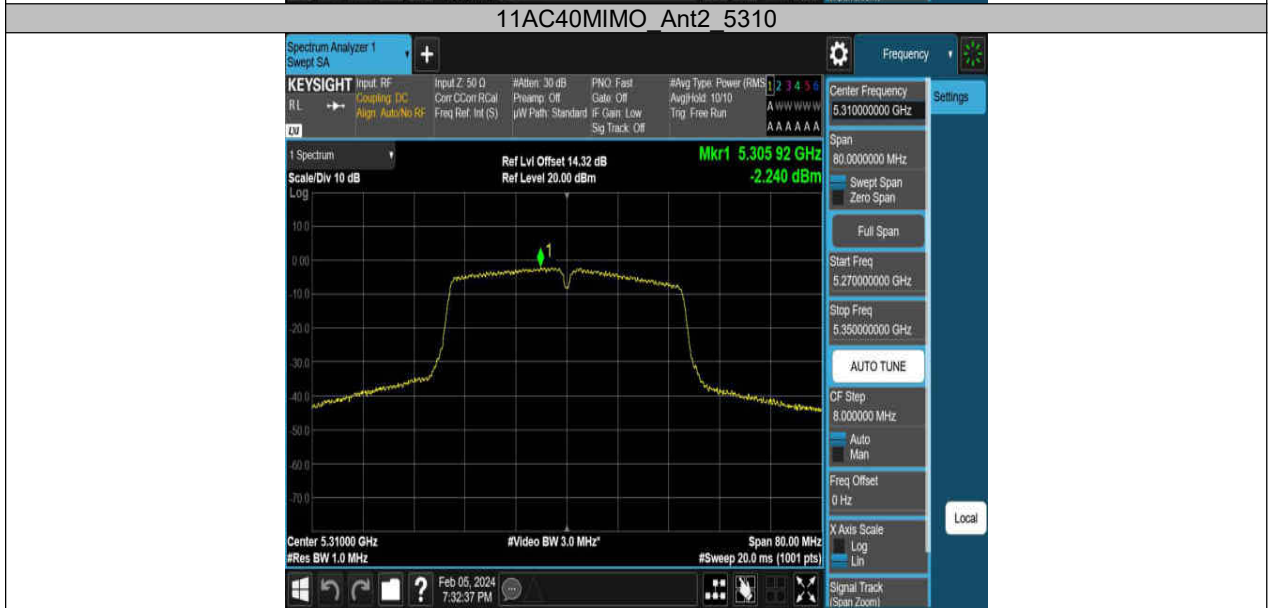 11AC40MIMO_Ant2_5310
Spectrum Analyzer 1
Swept SA
+
Frequency
KEYSIGHT
RL
LXI
Input: RF
Coupling: DC
Align: Auto/No RF
Input Z: 50 Ω
Corr CCorr RCal
Freq Ref: Int (S)
#Atten: 30 dB
Preamp: Off
µW Path: Standard
PNO: Fast
Gate: Off
IF Gain: Low
Sig Track: Off
#Avg Type: Power (RMS
Avg|Hold: 10/10
Trig: Free Run
1 2 3 4 5 6
A W W W W W
A A A A A A
Center Frequency
5.310000000 GHz
Settings
Span
80.0000000 MHz
Swept Span
Zero Span
Full Span
Start Freq
5.270000000 GHz
Stop Freq
5.350000000 GHz
AUTO TUNE
CF Step
8.000000 MHz
Auto
Man
Freq Offset
0 Hz
X Axis Scale
Log
Lin
Signal Track
(Span Zoom)
Local
1 Spectrum
Scale/Div 10 dB
Ref Lvl Offset 14.32 dB
Ref Level 20.00 dBm
Mkr1 5.305 92 GHz
-2.240 dBm
Log
10.0
0.00
-10.0
-20.0
-30.0
-40.0
-50.0
-60.0
-70.0
1
Center 5.31000 GHz
#Res BW 1.0 MHz
#Video BW 3.0 MHz*
Span 80.00 MHz
#Sweep 20.0 ms (1001 pts)
?
Feb 05, 2024
7:32:37 PM